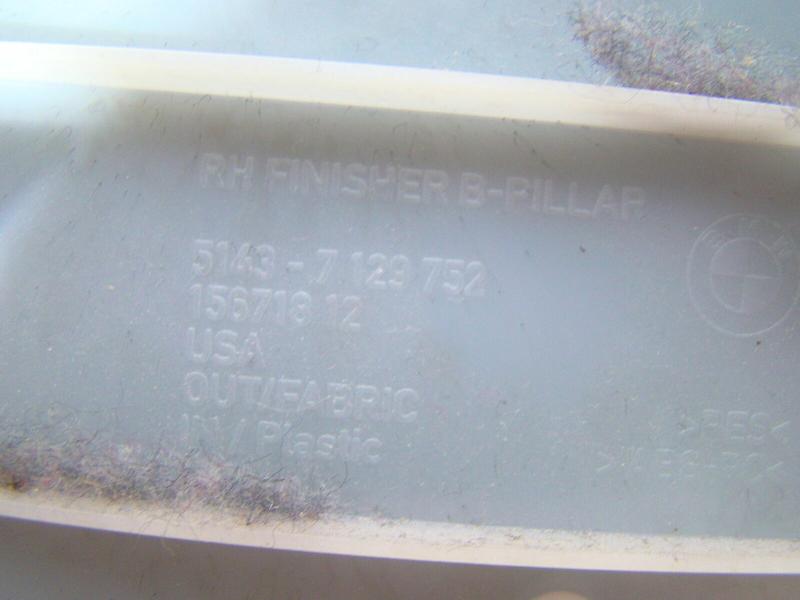 RH FINISHER B-PILLAR
5143 - 7 129 752
156718 12
USA
OUT/FABRIC
IN / Plastic
>PES<